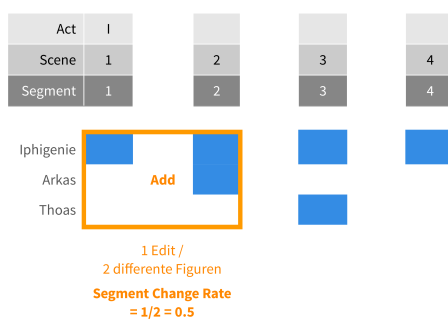 Act I
Scene 1 2 3 4
Segment 1 2 3 4
Iphigenie
Arkas Add
Thoas
1 Edit /
2 differente Figuren
Segment Change Rate
= 1/2 = 0.5